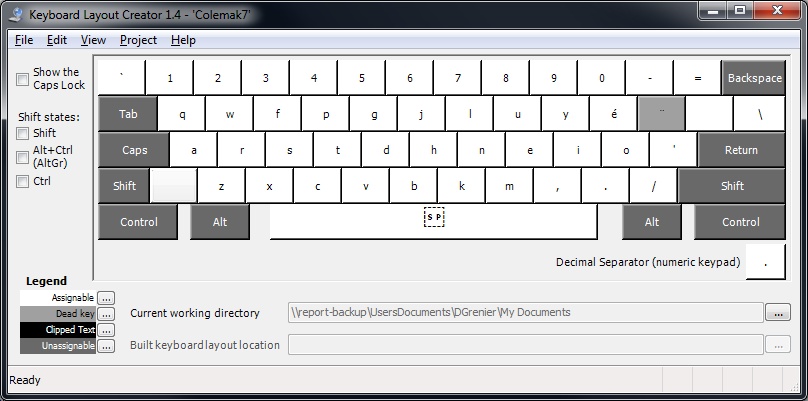 Keyboard Layout Creator 1.4 - 'Colemak7'
File Edit View Project Help
Show the
Caps Lock
Shift states:
Shift
Alt+Ctrl
(AltGr)
Ctrl
` 1 2 3 4 5 6 7 8 9 0 - = Backspace
Tab q w f p g j l u y é ¨ \
Caps a r s t d h n e i o ' Return
Shift z x c v b k m , . / Shift
Control Alt SP Alt Control
Decimal Separator (numeric keypad) .
Legend
Assignable ...
Dead key ...
Clipped Text ...
Unassignable ...
Current working directory \\report-backup\UsersDocuments\DGrenier\My Documents ...
Built keyboard layout location ...
Ready